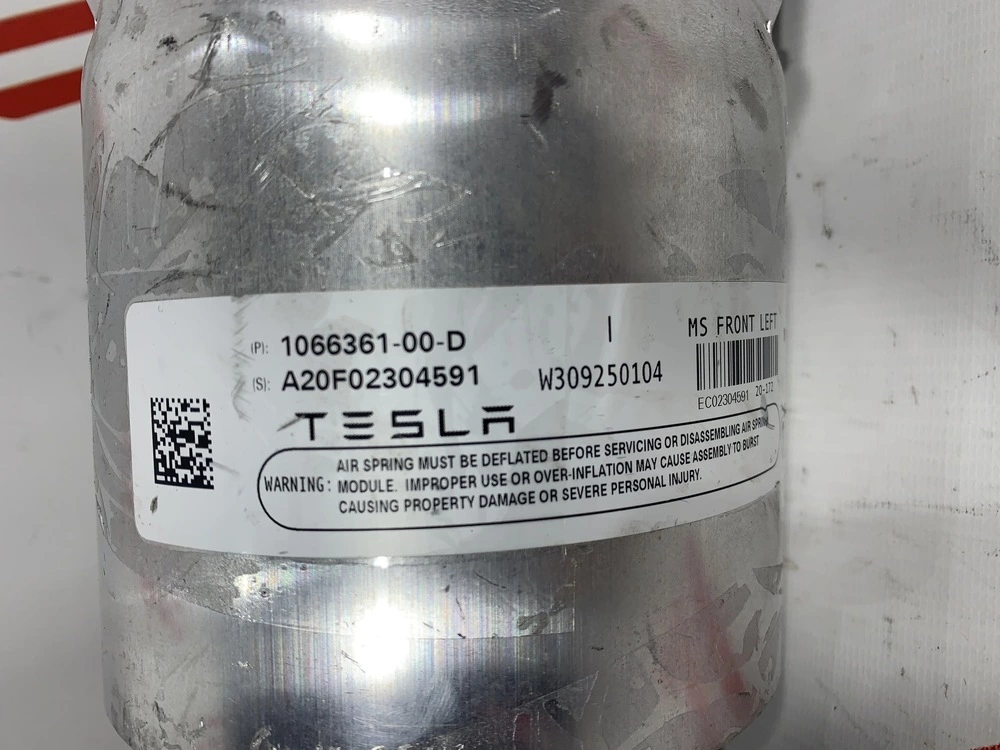 (P): 1066361-00-D
(S): A20F02304591
TESLA
|
W309250104
MS FRONT LEFT
EC02304591 20-172
WARNING: AIR SPRING MUST BE DEFLATED BEFORE SERVICING OR DISASSEMBLING AIR SPRING
MODULE. IMPROPER USE OR OVER-INFLATION MAY CAUSE ASSEMBLY TO BURST
CAUSING PROPERTY DAMAGE OR SEVERE PERSONAL INJURY.